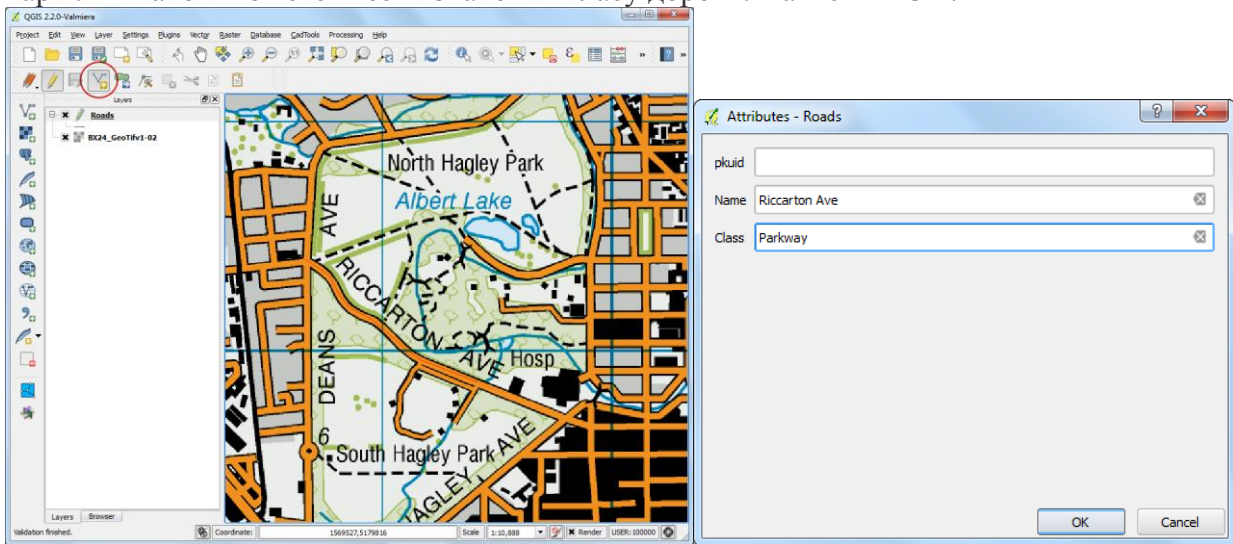 QGIS 2.2.0-Valmiera
Project Edit View Layer Settings Plugins Vector Raster Database CadTools Processing Help
Layers
Roads
BX24_GeoTifv1-02
North Hagley Park
Albert Lake
AVE
RICCARTON AVE
Hosp
DEANS
6
South Hagley Park
HAGLEY AVE
Layers Browser
Validation finished.
Coordinate: 1569527,5179816 Scale 1:10,888 Render USER:100000
Attributes - Roads
pkuid
Name Riccarton Ave
Class Parkway
OK Cancel